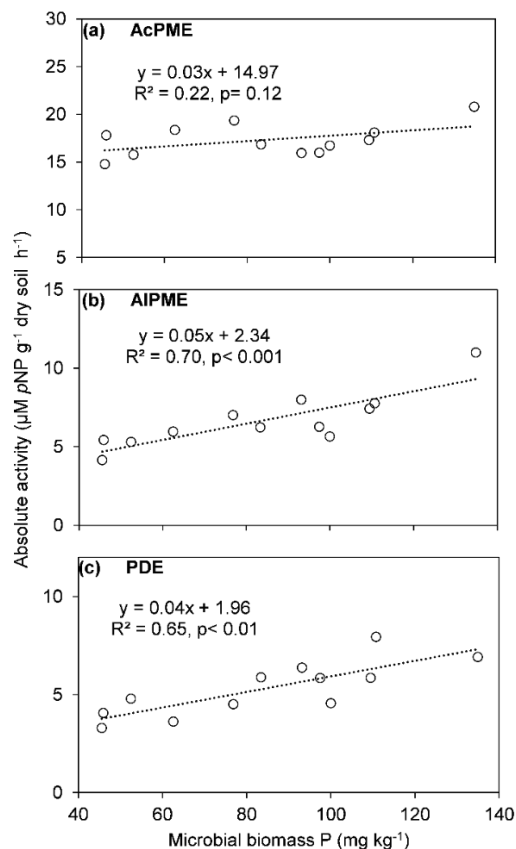 (a) AcPME
y = 0.03x + 14.97
R² = 0.22, p= 0.12
30
25
20
15
10
5
(b) AlPME
y = 0.05x + 2.34
R² = 0.70, p< 0.001
15
10
5
0
(c) PDE
y = 0.04x + 1.96
R² = 0.65, p< 0.01
10
5
0
40 60 80 100 120 140
Microbial biomass P (mg kg⁻¹)
Absolute activity (µM pNP g⁻¹ dry soil h⁻¹)